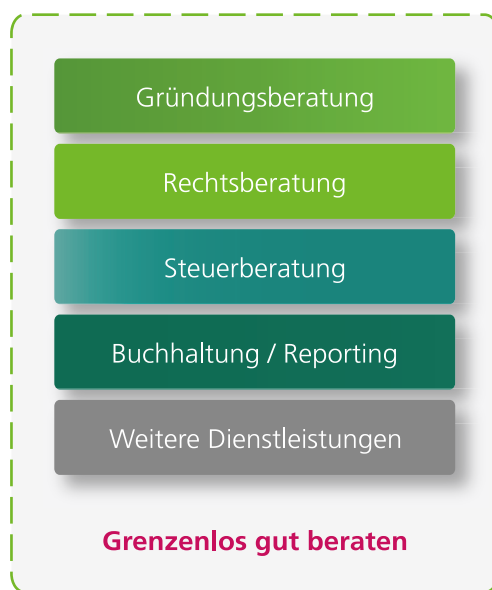 Gründungsberatung
Rechtsberatung
Steuerberatung
Buchhaltung / Reporting
Weitere Dienstleistungen
Grenzenlos gut beraten